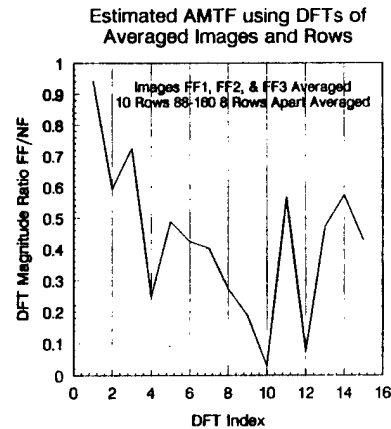 Estimated AMTF using DFTs of
Averaged Images and Rows
Images FF1, FF2, & FF3 Averaged
10 Rows 88-160 8 Rows Apart Averaged
DFT Magnitude Ratio FF/NF
1
0.9
0.8
0.7
0.6
0.5
0.4
0.3
0.2
0.1
0
0 2 4 6 8 10 12 14 16
DFT Index